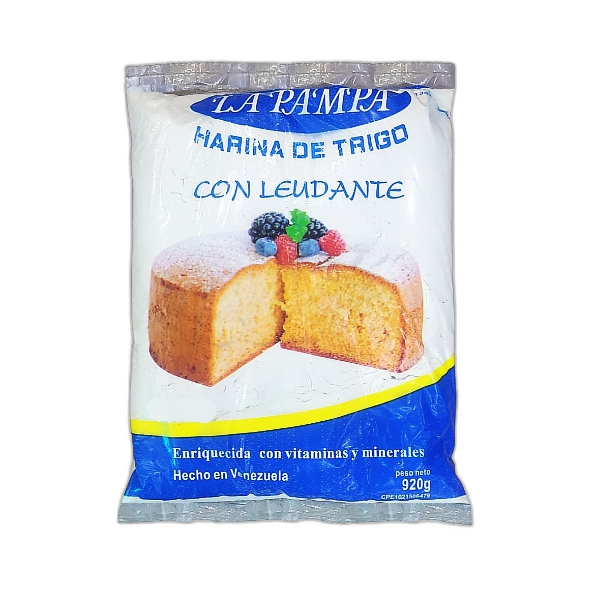 LA PAMPA
HARINA DE TRIGO
CON LEUDANTE
Enriquecida con vitaminas y minerales
Hecho en Venezuela
peso neto
920g